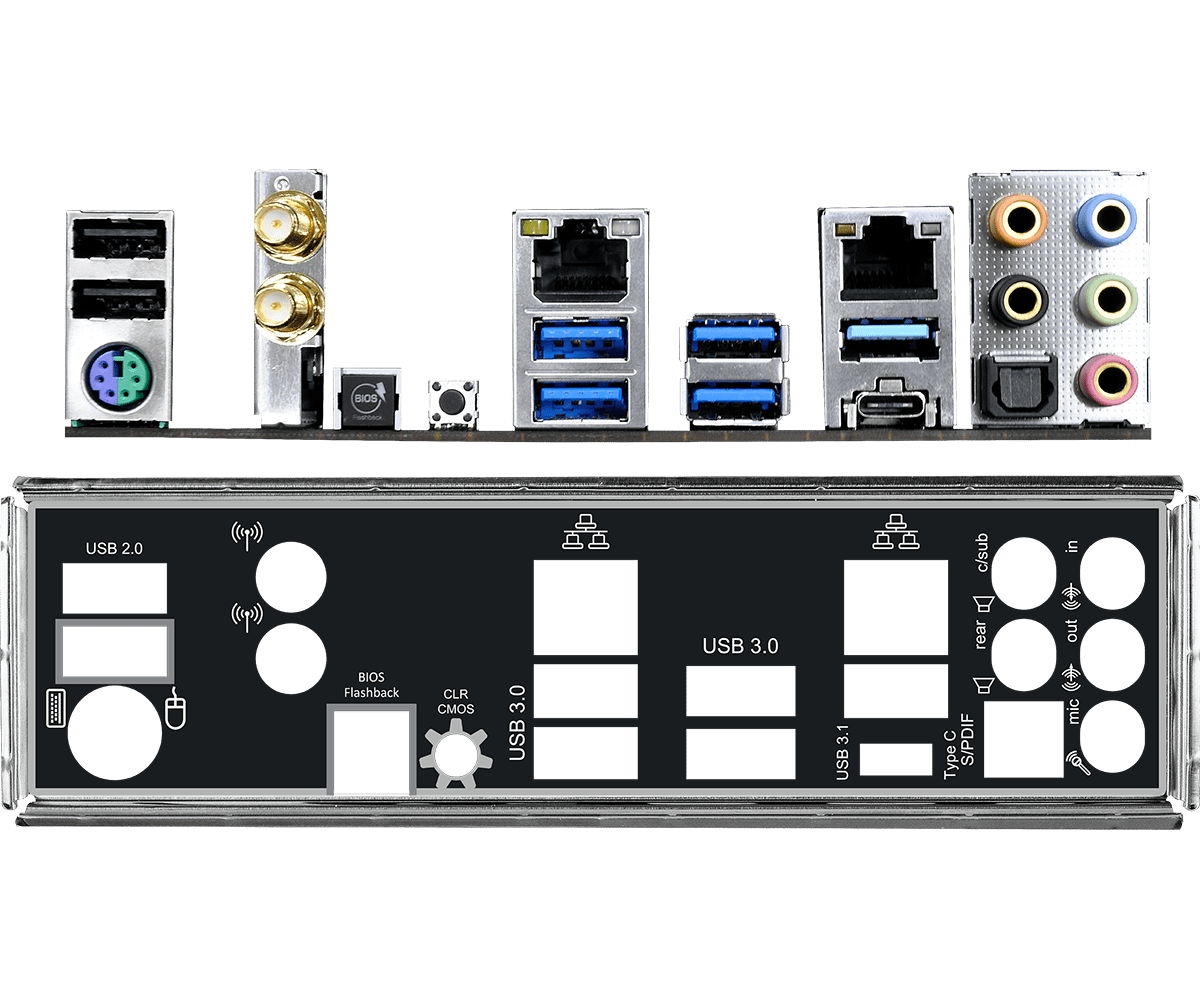 BIOS
Flashback
USB 2.0
BIOS
Flashback
CLR
CMOS
USB 3.0
USB 3.0
USB 3.1
Type C
S/PDIF
c/sub
rear
in
out
mic